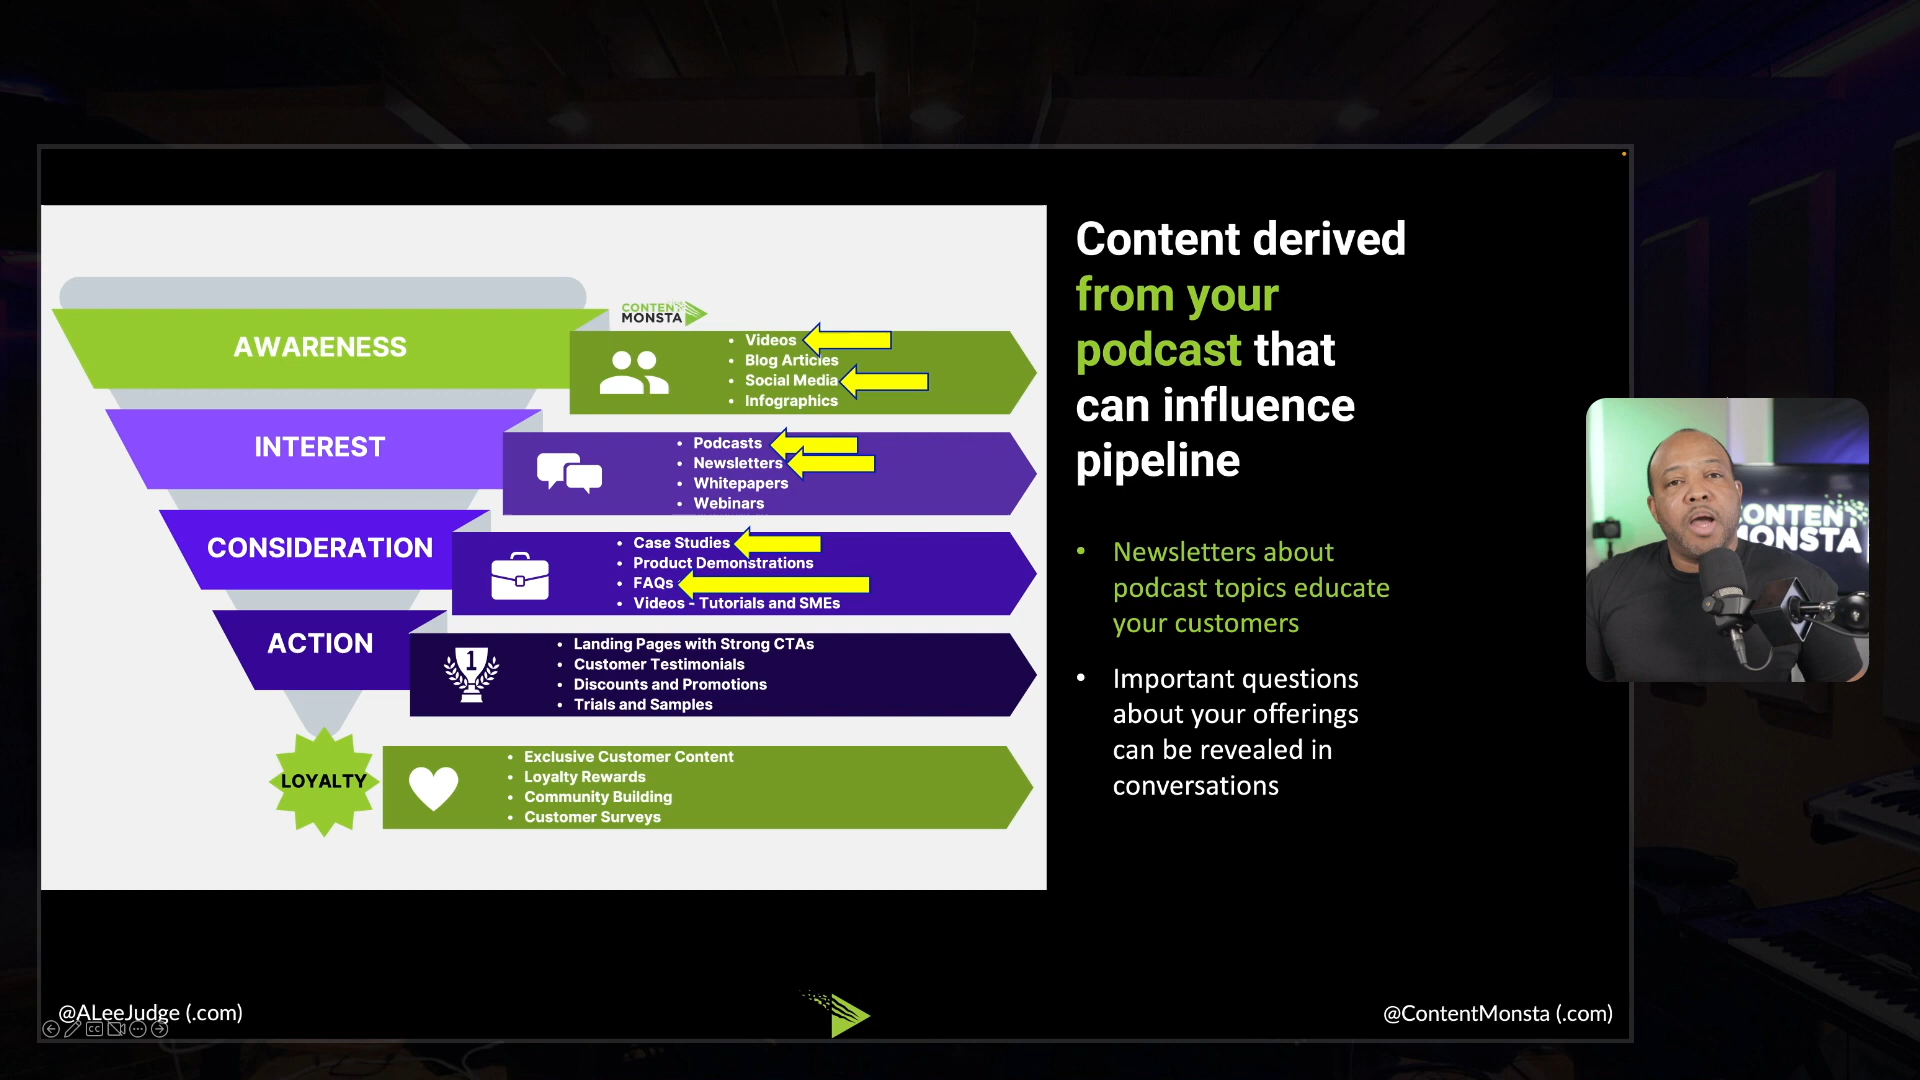 AWARENESS
CONTENT
MONSTA
• Videos
• Blog Articles
• Social Media
• Infographics
INTEREST
• Podcasts
• Newsletters
• Whitepapers
• Webinars
CONSIDERATION
• Case Studies
• Product Demonstrations
• FAQs
• Videos - Tutorials and SMEs
ACTION
1
• Landing Pages with Strong CTAs
• Customer Testimonials
• Discounts and Promotions
• Trials and Samples
LOYALTY
• Exclusive Customer Content
• Loyalty Rewards
• Community Building
• Customer Surveys
Content derived
from your
podcast that
can influence
pipeline
• Newsletters about
podcast topics educate
your customers
• Important questions
about your offerings
can be revealed in
conversations
CONTENT
MONSTA
@ALeeJudge (.com)
CC
@ContentMonsta (.com)